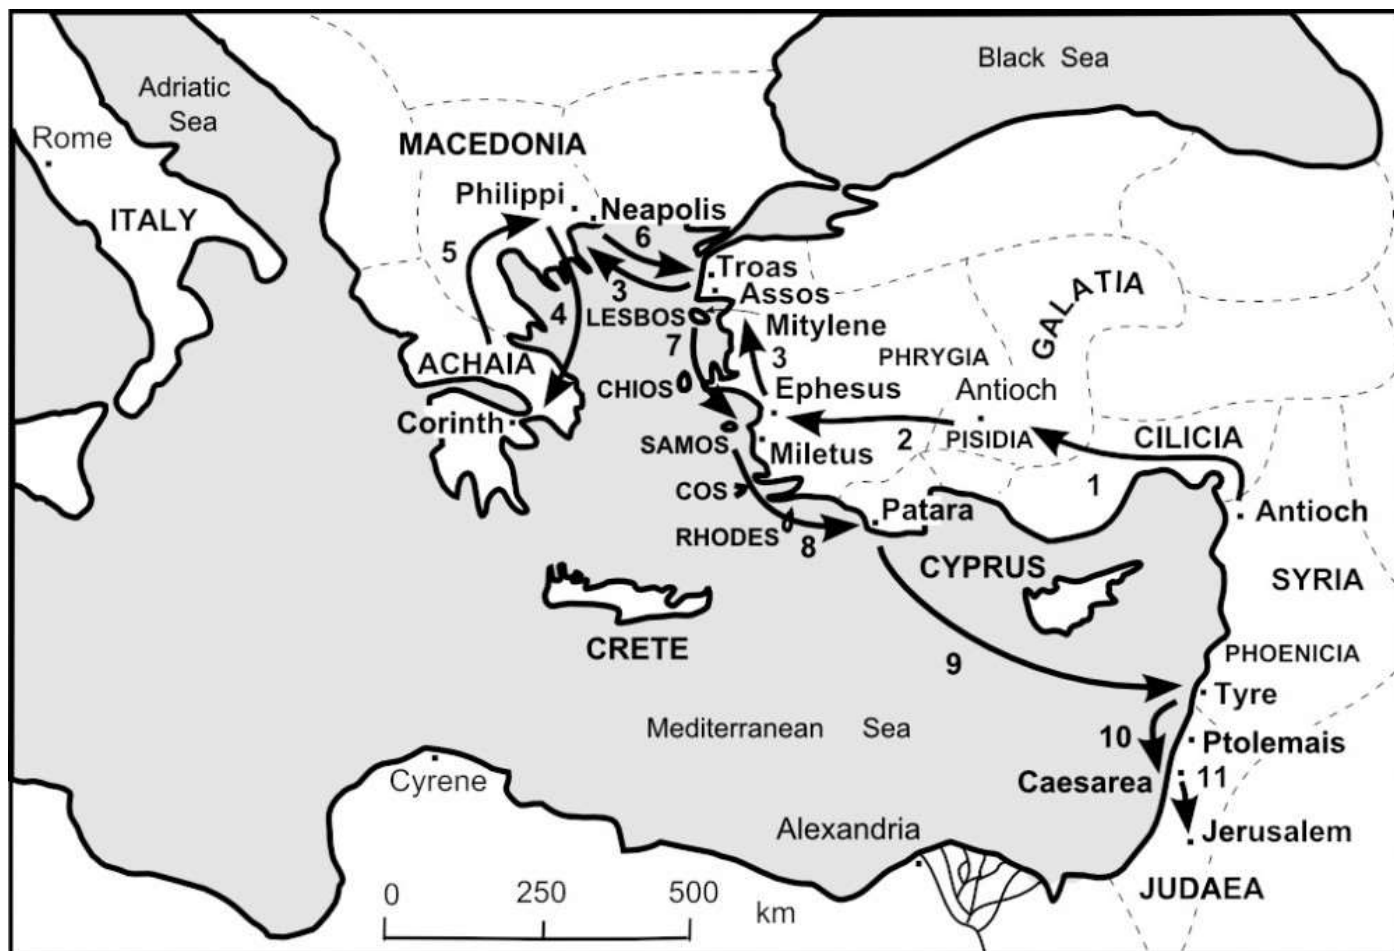 Black Sea
Adriatic
Sea
Rome
MACEDONIA
ITALY
Philippi
Neapolis
5
6
Troas
3
Assos
4
LESBOS
Mitylene
GALATIA
7
3
PHRYGIA
ACHAIA
CHIOS
Ephesus
Antioch
Corinth
2
PISIDIA
CILICIA
SAMOS
Miletus
1
COS
Patara
Antioch
RHODES
8
CYPRUS
SYRIA
CRETE
9
PHOENICIA
Tyre
Mediterranean Sea
10
Ptolemais
Cyrene
Caesarea
11
Alexandria
Jerusalem
JUDAEA
0 250 500
km